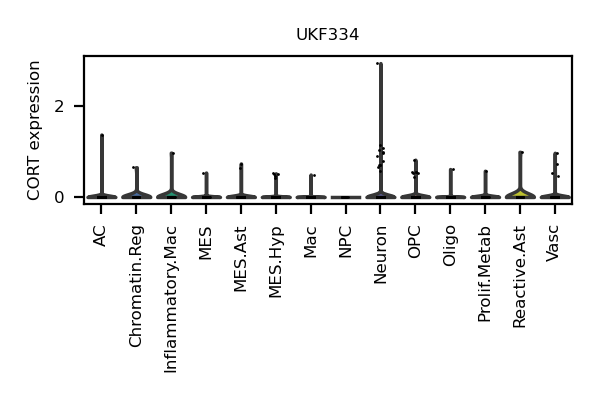 UKF334
CORT expression
2
0
AC
Chromatin.Reg
Inflammatory.Mac
MES
MES.Ast
MES.Hyp
Mac
NPC
Neuron
OPC
Oligo
Prolif.Metab
Reactive.Ast
Vasc